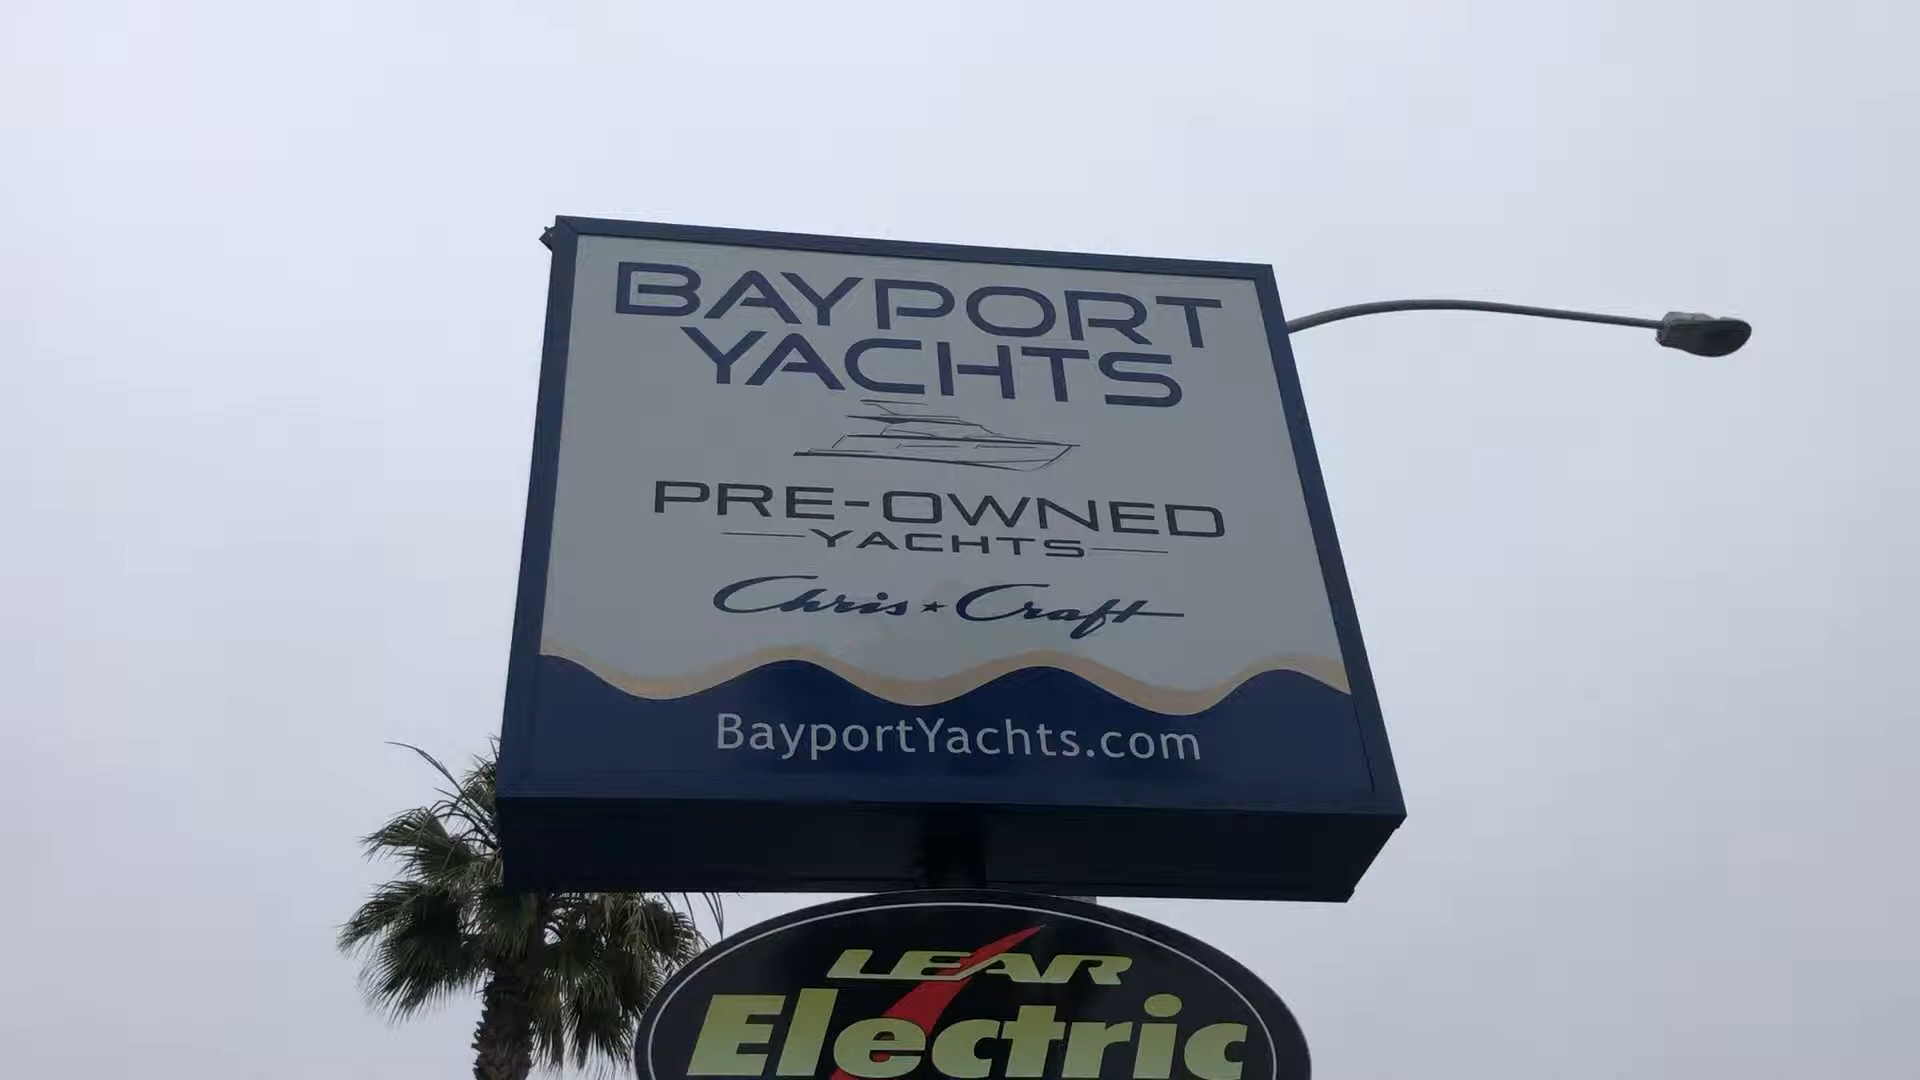 BAYPORT
YACHTS
PRE-OWNED
YACHTS
Chris★Craft
BayportYachts.com
LEAR
Electric